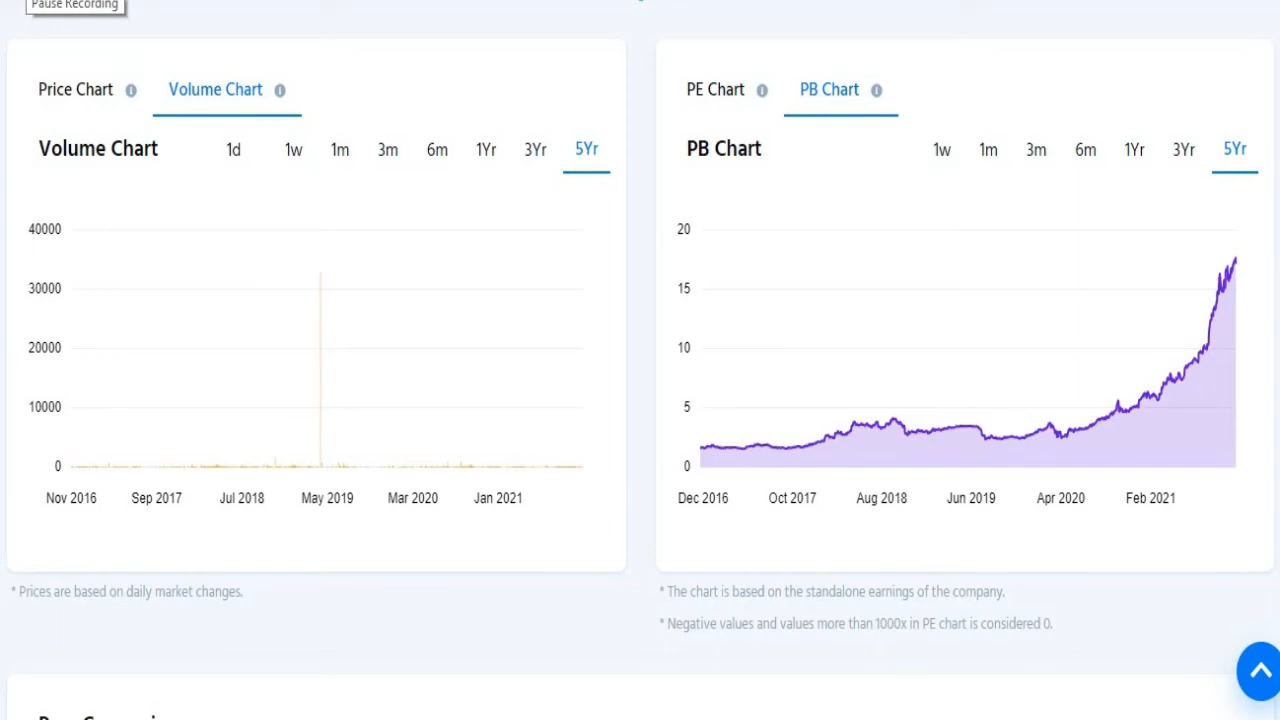 Pause Recording
Price Chart Volume Chart
Volume Chart 1d 1w 1m 3m 6m 1Yr 3Yr 5Yr
40000
30000
20000
10000
0
Nov 2016 Sep 2017 Jul 2018 May 2019 Mar 2020 Jan 2021
* Prices are based on daily market changes.
PE Chart PB Chart
PB Chart 1w 1m 3m 6m 1Yr 3Yr 5Yr
20
15
10
5
0
Dec 2016 Oct 2017 Aug 2018 Jun 2019 Apr 2020 Feb 2021
* The chart is based on the standalone earnings of the company.
* Negative values and values more than 1000x in PE chart is considered 0.